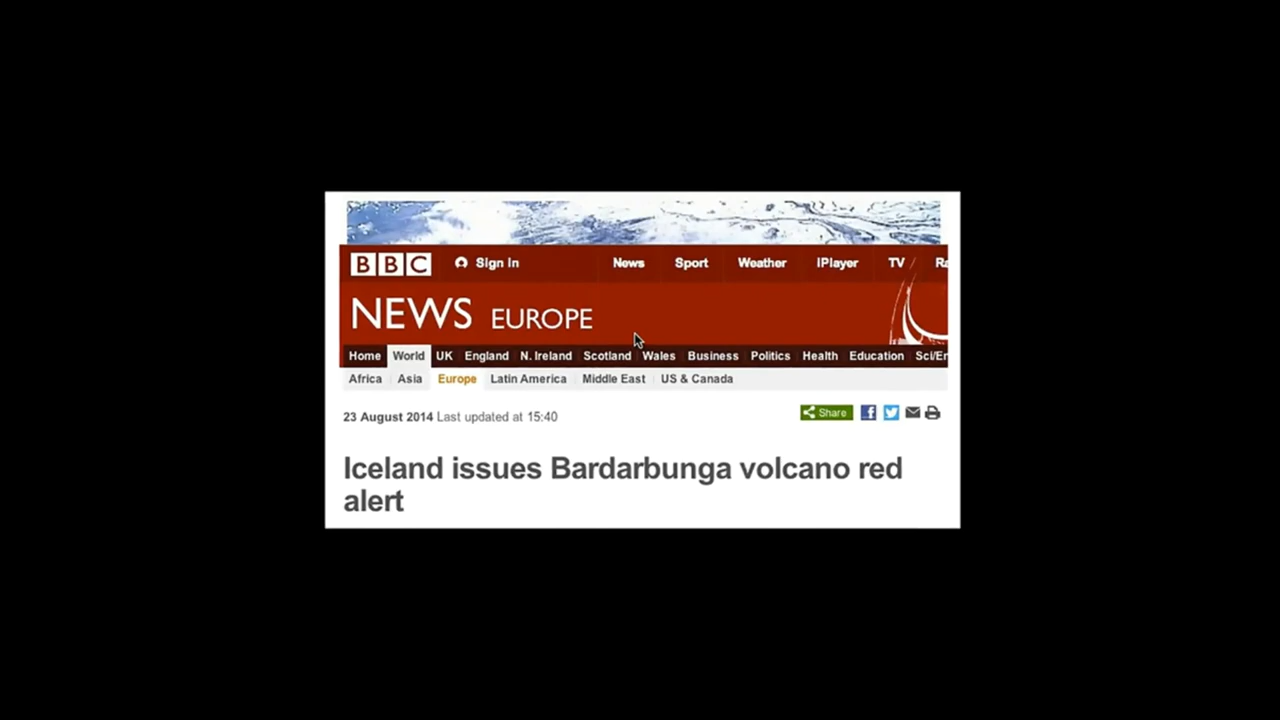 BBC Sign In News Sport Weather iPlayer TV
NEWS EUROPE
Home World UK England N. Ireland Scotland Wales Business Politics Health Education
Africa Asia Europe Latin America Middle East US & Canada
23 August 2014 Last updated at 15:40 Share
Iceland issues Bardarbunga volcano red
alert